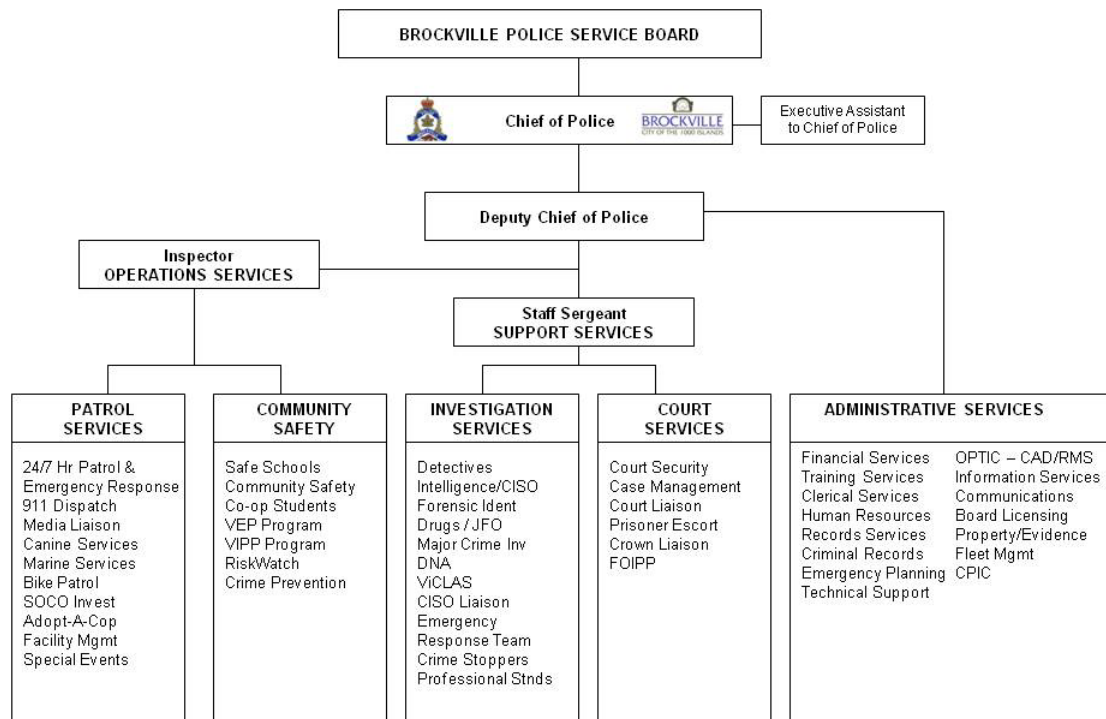 BROCKVILLE POLICE SERVICE BOARD
Chief of Police
BROCKVILLE
CITY OF THE 1000 ISLANDS
Executive Assistant
to Chief of Police
Deputy Chief of Police
Inspector
OPERATIONS SERVICES
Staff Sergeant
SUPPORT SERVICES
PATROL
SERVICES
24/7 Hr Patrol &
Emergency Response
911 Dispatch
Media Liaison
Canine Services
Marine Services
Bike Patrol
SOCO Invest
Adopt-A-Cop
Facility Mgmt
Special Events
COMMUNITY
SAFETY
Safe Schools
Community Safety
Co-op Students
VEP Program
VIPP Program
RiskWatch
Crime Prevention
INVESTIGATION
SERVICES
Detectives
Intelligence/CISO
Forensic Ident
Drugs / JFO
Major Crime Inv
DNA
ViCLAS
CISO Liaison
Emergency
Response Team
Crime Stoppers
Professional Stnds
COURT
SERVICES
Court Security
Case Management
Court Liaison
Prisoner Escort
Crown Liaison
FOIPP
ADMINISTRATIVE SERVICES
Financial Services
Training Services
Clerical Services
Human Resources
Records Services
Criminal Records
Emergency Planning
Technical Support
OPTIC – CAD/RMS
Information Services
Communications
Board Licensing
Property/Evidence
Fleet Mgmt
CPIC